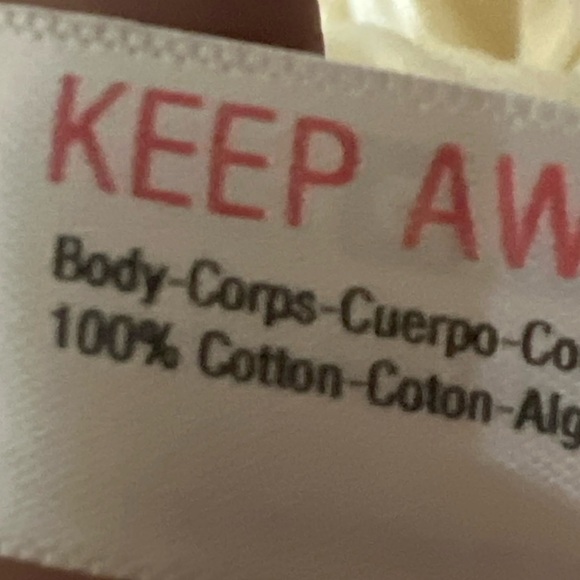 KEEP AW
Body-Corps-Cuerpo-Co
100% Cotton-Coton-Alg